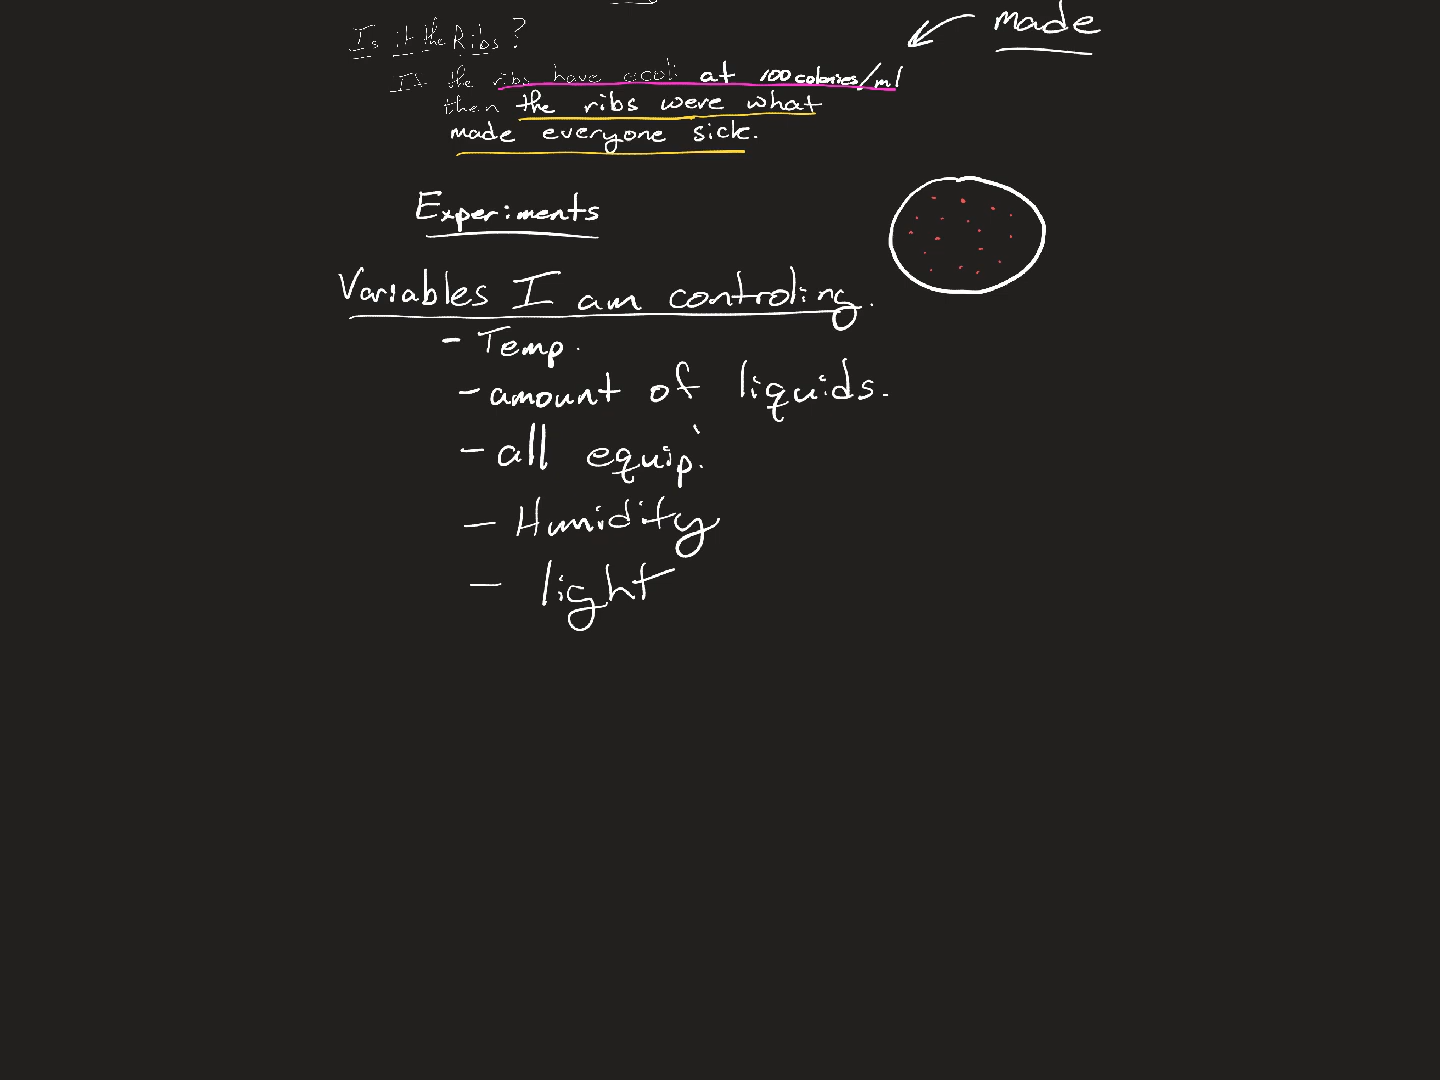 made
Is it the Ribs?
If the ribs have ecoli at 100 colonies/ml
then the ribs were what
made everyone sick.
Experiments
Variables I am controling.
- Temp.
- amount of liquids.
- all equip.
- Humidity
- light